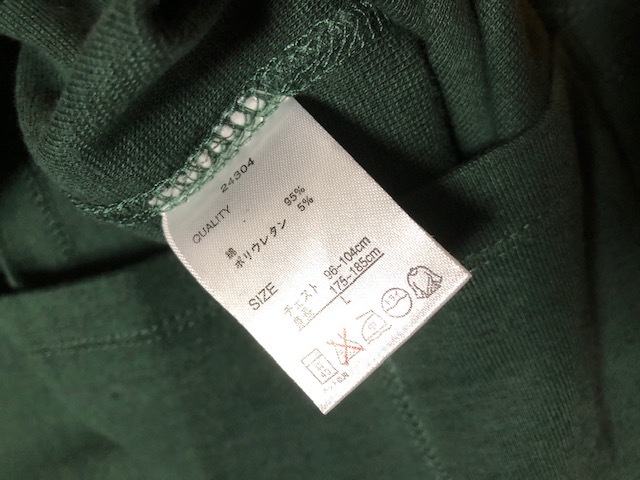 24304
QUALITY
綿 95%
ポリウレタン 5%
SIZE
チェスト 96-104cm
身長 175-185cm
L